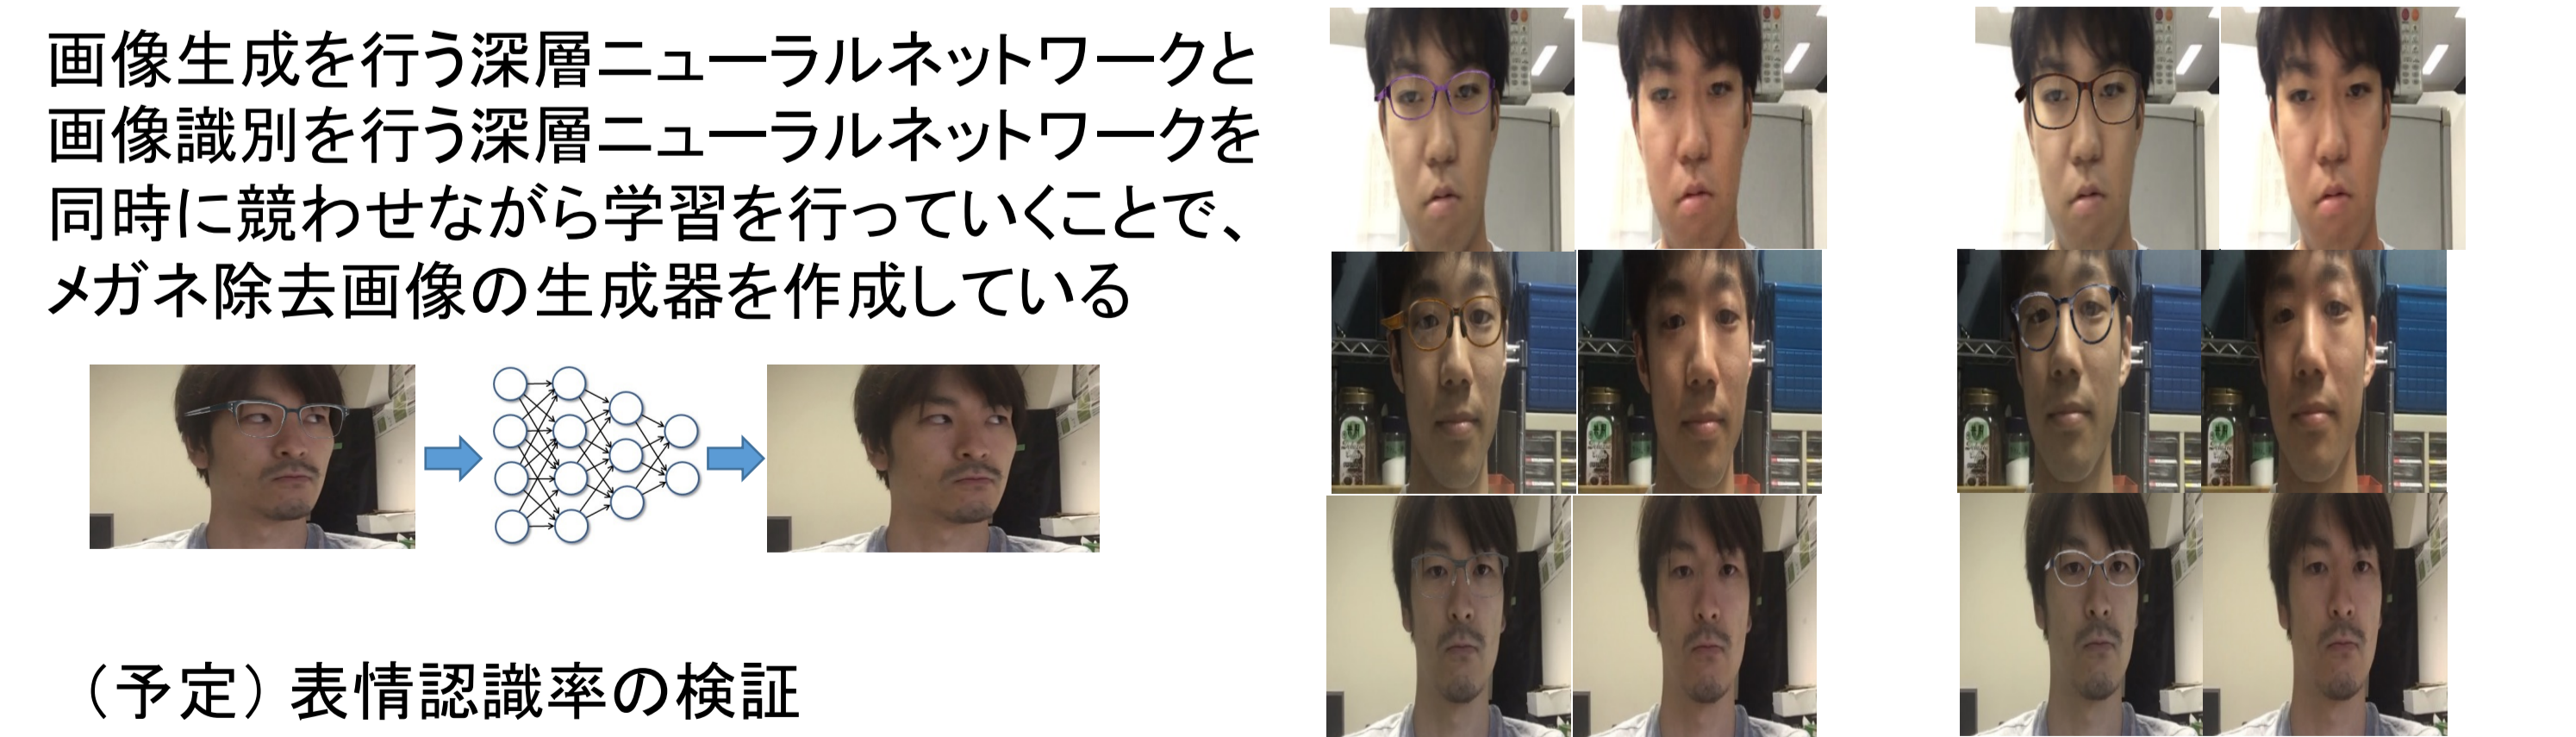 画像生成を行う深層ニューラルネットワークと
画像識別を行う深層ニューラルネットワークを
同時に競わせながら学習を行っていくことで、
メガネ除去画像の生成器を作成している
（予定）表情認識率の検証